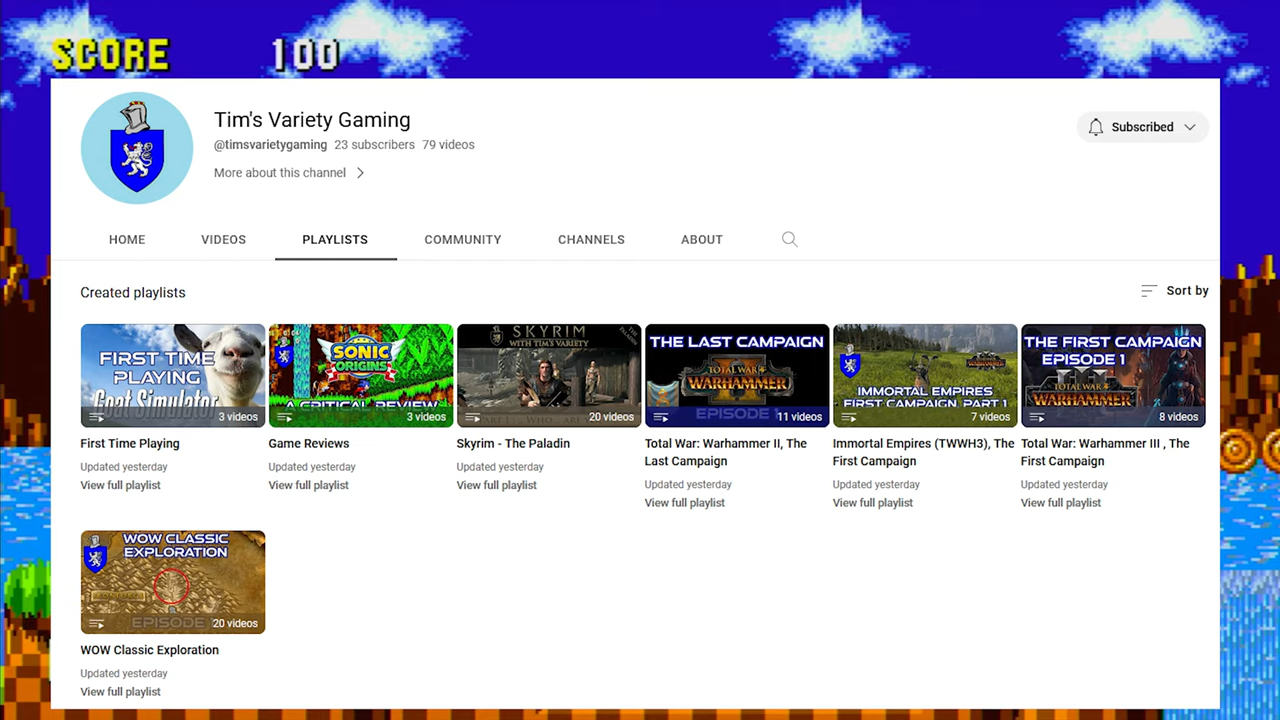 SCORE 100
Tim's Variety Gaming
@timsvarietygaming 23 subscribers 79 videos
More about this channel
Subscribed
HOME VIDEOS PLAYLISTS COMMUNITY CHANNELS ABOUT
Created playlists
Sort by
FIRST TIME
PLAYING
Goat Simulator
3 videos
First Time Playing
Updated yesterday
View full playlist
SONIC
ORIGINS
A CRITICAL REVIEW
3 videos
Game Reviews
Updated yesterday
View full playlist
SKYRIM
WITH TIM'S VARIETY
THE PALADIN
20 videos
Skyrim - The Paladin
Updated yesterday
View full playlist
THE LAST CAMPAIGN
TOTAL WAR
WARHAMMER
II
EPISODE
11 videos
Total War: Warhammer II, The
Last Campaign
Updated yesterday
View full playlist
TOTAL WAR
WARHAMMER
IMMORTAL EMPIRES
FIRST CAMPAIGN, PART 1
7 videos
Immortal Empires (TWWH3), The
First Campaign
Updated yesterday
View full playlist
THE FIRST CAMPAIGN
EPISODE 1
III
TOTAL WAR
WARHAMMER
8 videos
Total War: Warhammer III , The
First Campaign
Updated yesterday
View full playlist
WOW CLASSIC
EXPLORATION
EPISODE
20 videos
WOW Classic Exploration
Updated yesterday
View full playlist